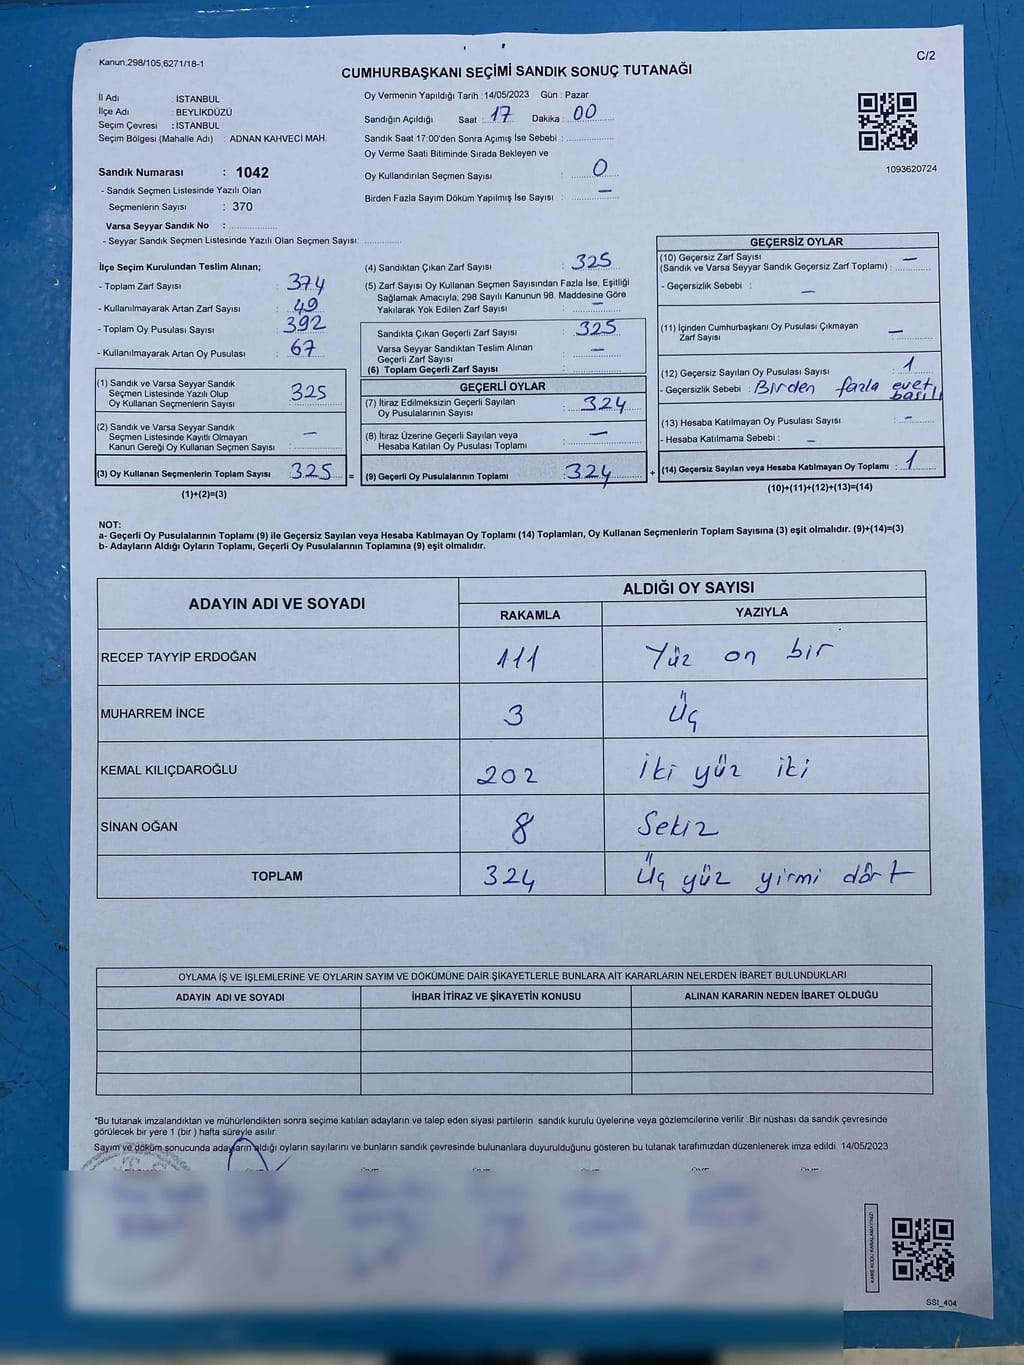 Kanun;298/105,6271/18-1
C/2
CUMHURBAŞKANI SEÇİMİ SANDIK SONUÇ TUTANAĞI
İl Adı : İSTANBUL
İlçe Adı : BEYLİKDÜZÜ
Seçim Çevresi : İSTANBUL
Seçim Bölgesi (Mahalle Adı) : ADNAN KAHVECİ MAH.
Oy Vermenin Yapıldığı Tarih :14/05/2023 Gün : Pazar
Sandığın Açıldığı Saat : 17 Dakika : 00
Sandık Saat 17:00'den Sonra Açımış İse Sebebi :
Oy Verme Saati Bitiminde Sırada Bekleyen ve
Oy Kullandırılan Seçmen Sayısı : 0
Birden Fazla Sayım Döküm Yapılmış İse Sayısı : —
1093620724
Sandık Numarası : 1042
- Sandık Seçmen Listesinde Yazılı Olan
Seçmenlerin Sayısı : 370
Varsa Seyyar Sandık No :
- Seyyar Sandık Seçmen Listesinde Yazılı Olan Seçmen Sayısı:
İlçe Seçim Kurulundan Teslim Alınan;
- Toplam Zarf Sayısı : 374
- Kullanılmayarak Artan Zarf Sayısı : 49
- Toplam Oy Pusulası Sayısı : 392
- Kullanılmayarak Artan Oy Pusulası : 67
(1) Sandık ve Varsa Seyyar Sandık
Seçmen Listesinde Yazılı Olup
Oy Kullanan Seçmenlerin Sayısı : 325
(2) Sandık ve Varsa Seyyar Sandık
Seçmen Listesinde Kayıtlı Olmayan
Kanun Gereği Oy Kullanan Seçmen Sayısı : —
(3) Oy Kullanan Seçmenlerin Toplam Sayısı : 325 =
(1)+(2)=(3)
(4) Sandıktan Çıkan Zarf Sayısı : 325
(5) Zarf Sayısı Oy Kullanan Seçmen Sayısından Fazla İse, Eşitliği
Sağlamak Amacıyla; 298 Sayılı Kanunun 98. Maddesine Göre
Yakılarak Yok Edilen Zarf Sayısı : —
Sandıkta Çıkan Geçerli Zarf Sayısı : 325
Varsa Seyyar Sandıktan Teslim Alınan
Geçerli Zarf Sayısı : —
(6) Toplam Geçerli Zarf Sayısı :
GEÇERLİ OYLAR
(7) İtiraz Edilmeksizin Geçerli Sayılan
Oy Pusulalarının Sayısı : 324
(8) İtiraz Üzerine Geçerli Sayılan veya
Hesaba Katılan Oy Pusulası Toplamı : —
(9) Geçerli Oy Pusulalarının Toplamı : 324 +
GEÇERSİZ OYLAR
(10) Geçersiz Zarf Sayısı
(Sandık ve Varsa Seyyar Sandık Geçersiz Zarf Toplamı) : —
- Geçersizlik Sebebi : —
(11) İçinden Cumhurbaşkanı Oy Pusulası Çıkmayan
Zarf Sayısı : —
(12) Geçersiz Sayılan Oy Pusulası Sayısı : 1
- Geçersizlik Sebebi : Birden fazla evet basılı
(13) Hesaba Katılmayan Oy Pusulası Sayısı : —
- Hesaba Katılmama Sebebi : —
(14) Geçersiz Sayılan veya Hesaba Katılmayan Oy Toplamı : 1
(10)+(11)+(12)+(13)=(14)
NOT:
a- Geçerli Oy Pusulalarının Toplamı (9) ile Geçersiz Sayılan veya Hesaba Katılmayan Oy Toplamı (14) Toplamları, Oy Kullanan Seçmenlerin Toplam Sayısına (3) eşit olmalıdır. (9)+(14)=(3)
b- Adayların Aldığı Oyların Toplamı, Geçerli Oy Pusulalarının Toplamına (9) eşit olmalıdır.
ADAYIN ADI VE SOYADI ALDIĞI OY SAYISI
RAKAMLA YAZIYLA
RECEP TAYYİP ERDOĞAN 111 Yüz on bir
MUHARREM İNCE 3 Üç
KEMAL KILIÇDAROĞLU 202 İki yüz iki
SİNAN OĞAN 8 Sekiz
TOPLAM 324 Üç yüz yirmi dört
OYLAMA İŞ VE İŞLEMLERİNE VE OYLARIN SAYIM VE DÖKÜMÜNE DAİR ŞİKAYETLERLE BUNLARA AİT KARARLARIN NELERDEN İBARET BULUNDUKLARI
ADAYIN ADI VE SOYADI İHBAR İTİRAZ VE ŞİKAYETİN KONUSU ALINAN KARARIN NEDEN İBARET OLDUĞU
*Bu tutanak imzalandıktan ve mühürlendikten sonra seçime katılan adayların ve talep eden siyasi partilerin sandık kurulu üyelerine veya gözlemcilerine verilir .Bir nüshası da sandık çevresinde
görülecek bir yere 1 (bir ) hafta süreyle asılır.
Sayım ve döküm sonucunda adayların aldığı oyların sayılarını ve bunların sandık çevresinde bulunanlara duyurulduğunu gösteren bu tutanak tarafımızdan düzenlenerek imza edildi. 14/05/2023
KARE KODU KARALAMAYINIZ!
SSI_404